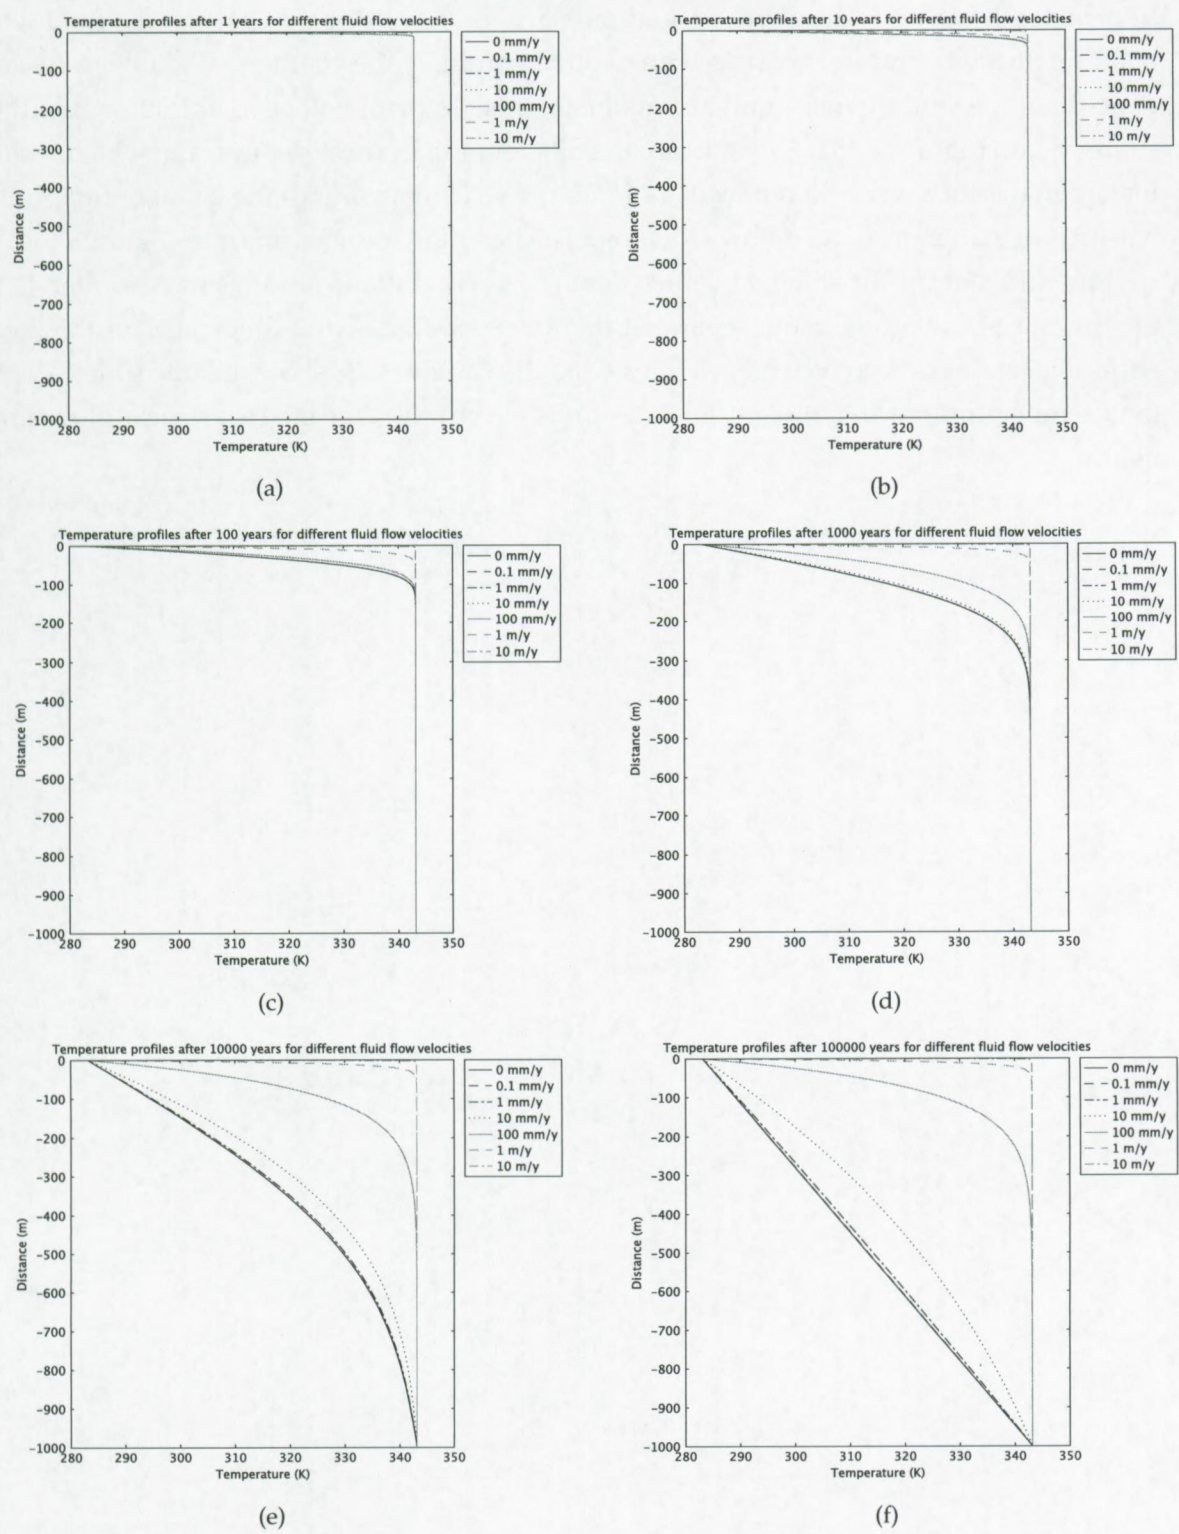 Temperature profiles after 1 years for different fluid flow velocities
0
-100
-200
-300
-400
-500
-600
-700
-800
-900
-1000
Distance (m)
280 290 300 310 320 330 340 350
Temperature (K)
0 mm/y
0.1 mm/y
1 mm/y
10 mm/y
100 mm/y
1 m/y
10 m/y
(a)
Temperature profiles after 10 years for different fluid flow velocities
0
-100
-200
-300
-400
-500
-600
-700
-800
-900
-1000
Distance (m)
280 290 300 310 320 330 340 350
Temperature (K)
0 mm/y
0.1 mm/y
1 mm/y
10 mm/y
100 mm/y
1 m/y
10 m/y
(b)
Temperature profiles after 100 years for different fluid flow velocities
0
-100
-200
-300
-400
-500
-600
-700
-800
-900
-1000
Distance (m)
280 290 300 310 320 330 340 350
Temperature (K)
0 mm/y
0.1 mm/y
1 mm/y
10 mm/y
100 mm/y
1 m/y
10 m/y
(c)
Temperature profiles after 1000 years for different fluid flow velocities
0
-100
-200
-300
-400
-500
-600
-700
-800
-900
-1000
Distance (m)
280 290 300 310 320 330 340 350
Temperature (K)
0 mm/y
0.1 mm/y
1 mm/y
10 mm/y
100 mm/y
1 m/y
10 m/y
(d)
Temperature profiles after 10000 years for different fluid flow velocities
0
-100
-200
-300
-400
-500
-600
-700
-800
-900
-1000
Distance (m)
280 290 300 310 320 330 340 350
Temperature (K)
0 mm/y
0.1 mm/y
1 mm/y
10 mm/y
100 mm/y
1 m/y
10 m/y
(e)
Temperature profiles after 100000 years for different fluid flow velocities
0
-100
-200
-300
-400
-500
-600
-700
-800
-900
-1000
Distance (m)
280 290 300 310 320 330 340 350
Temperature (K)
0 mm/y
0.1 mm/y
1 mm/y
10 mm/y
100 mm/y
1 m/y
10 m/y
(f)